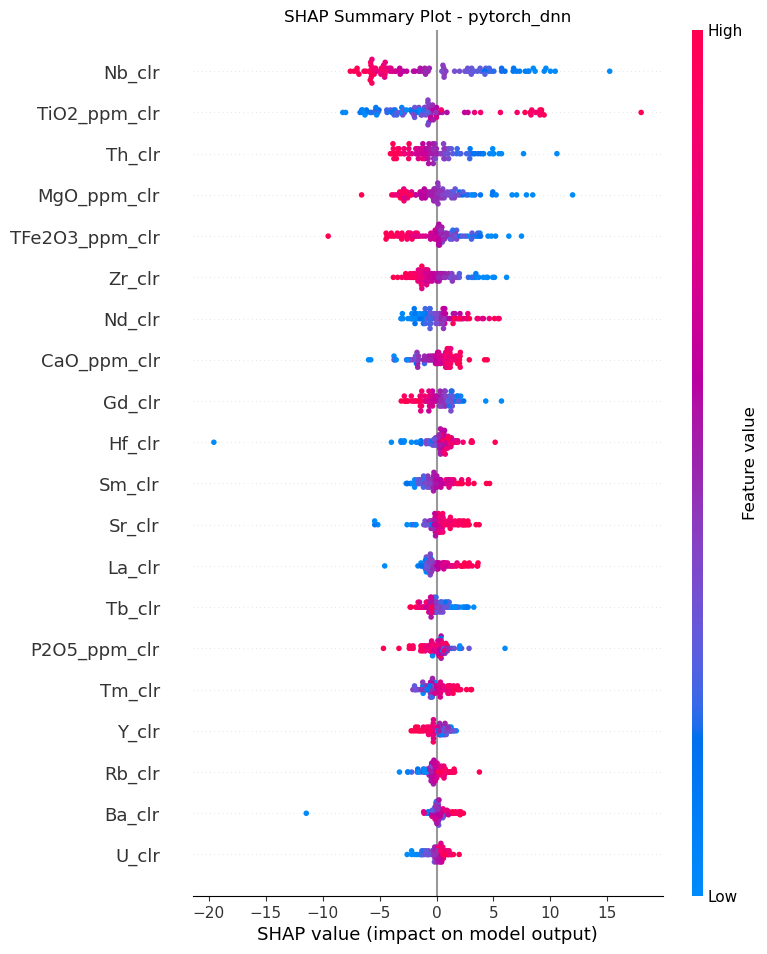 SHAP Summary Plot - pytorch_dnn
High
Nb_clr
TiO2_ppm_clr
Th_clr
MgO_ppm_clr
TFe2O3_ppm_clr
Zr_clr
Nd_clr
CaO_ppm_clr
Gd_clr
Hf_clr
Sm_clr
Sr_clr
La_clr
Tb_clr
P2O5_ppm_clr
Tm_clr
Y_clr
Rb_clr
Ba_clr
U_clr
Feature value
Low
−20 −15 −10 −5 0 5 10 15
SHAP value (impact on model output)